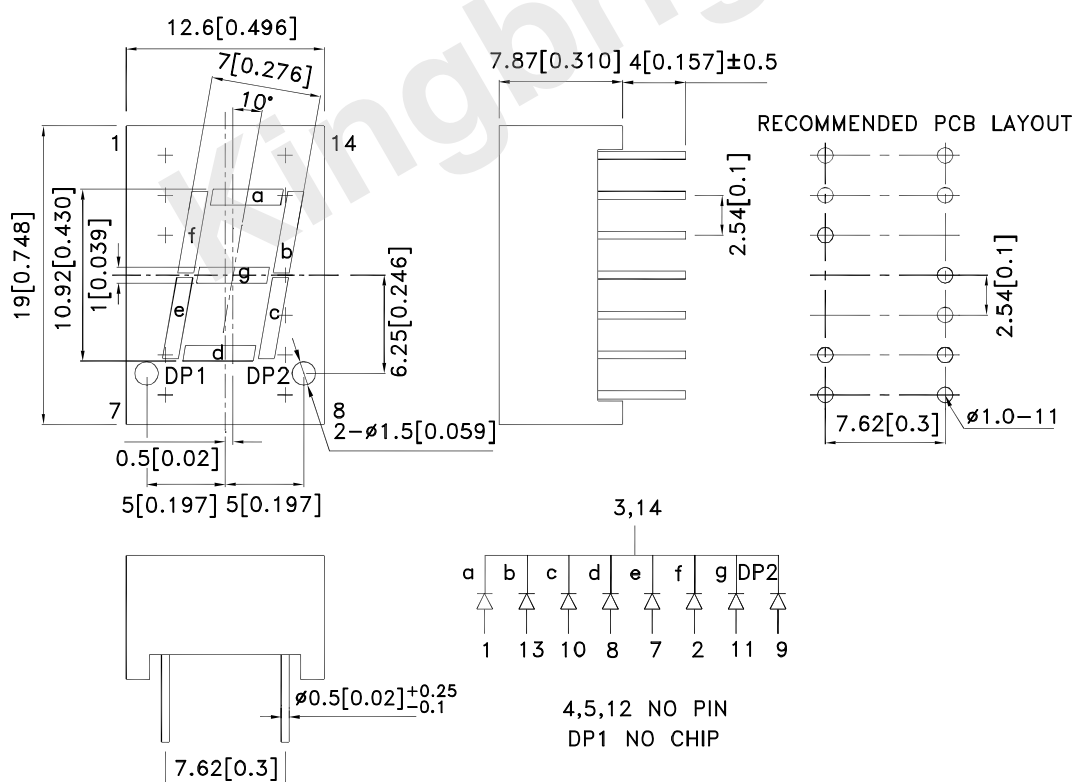 Kingbri
12.6[0.496]
7[0.276]
10°
1
14
19[0.748]
10.92[0.430]
1[0.039]
a
f
b
g
e
c
d
DP1
DP2
7
8
6.25[0.246]
2-ø1.5[0.059]
0.5[0.02]
5[0.197]
5[0.197]
7.87[0.310]
4[0.157]±0.5
2.54[0.1]
RECOMMENDED PCB LAYOUT
2.54[0.1]
7.62[0.3]
ø1.0-11
ø0.5[0.02]+0.25 -0.1
7.62[0.3]
3,14
a b c d e f g DP2
1 13 10 8 7 2 11 9
4,5,12 NO PIN
DP1 NO CHIP